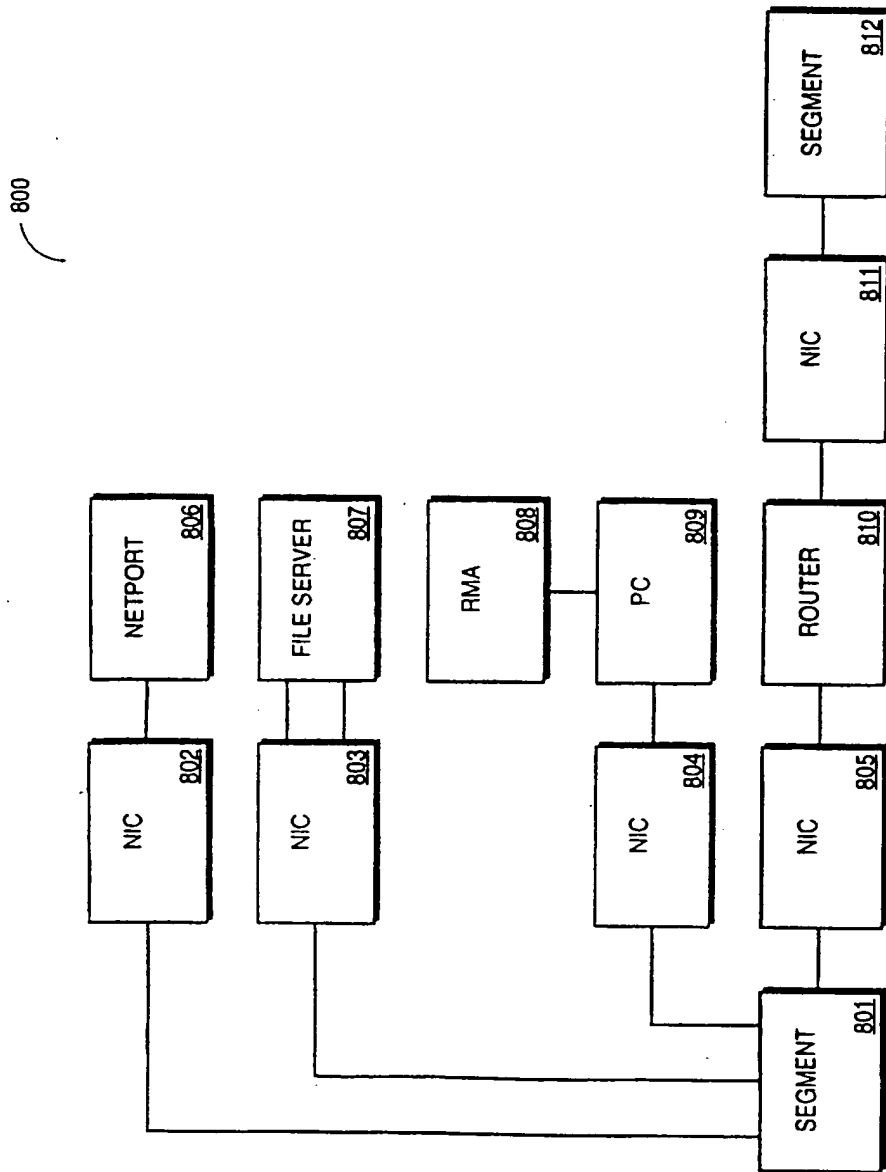 800
NETPORT
806
FILE SERVER
807
RMA
808
PC
809
ROUTER
810
NIC
811
SEGMENT
812
NIC
802
NIC
803
NIC
804
NIC
805
SEGMENT
801